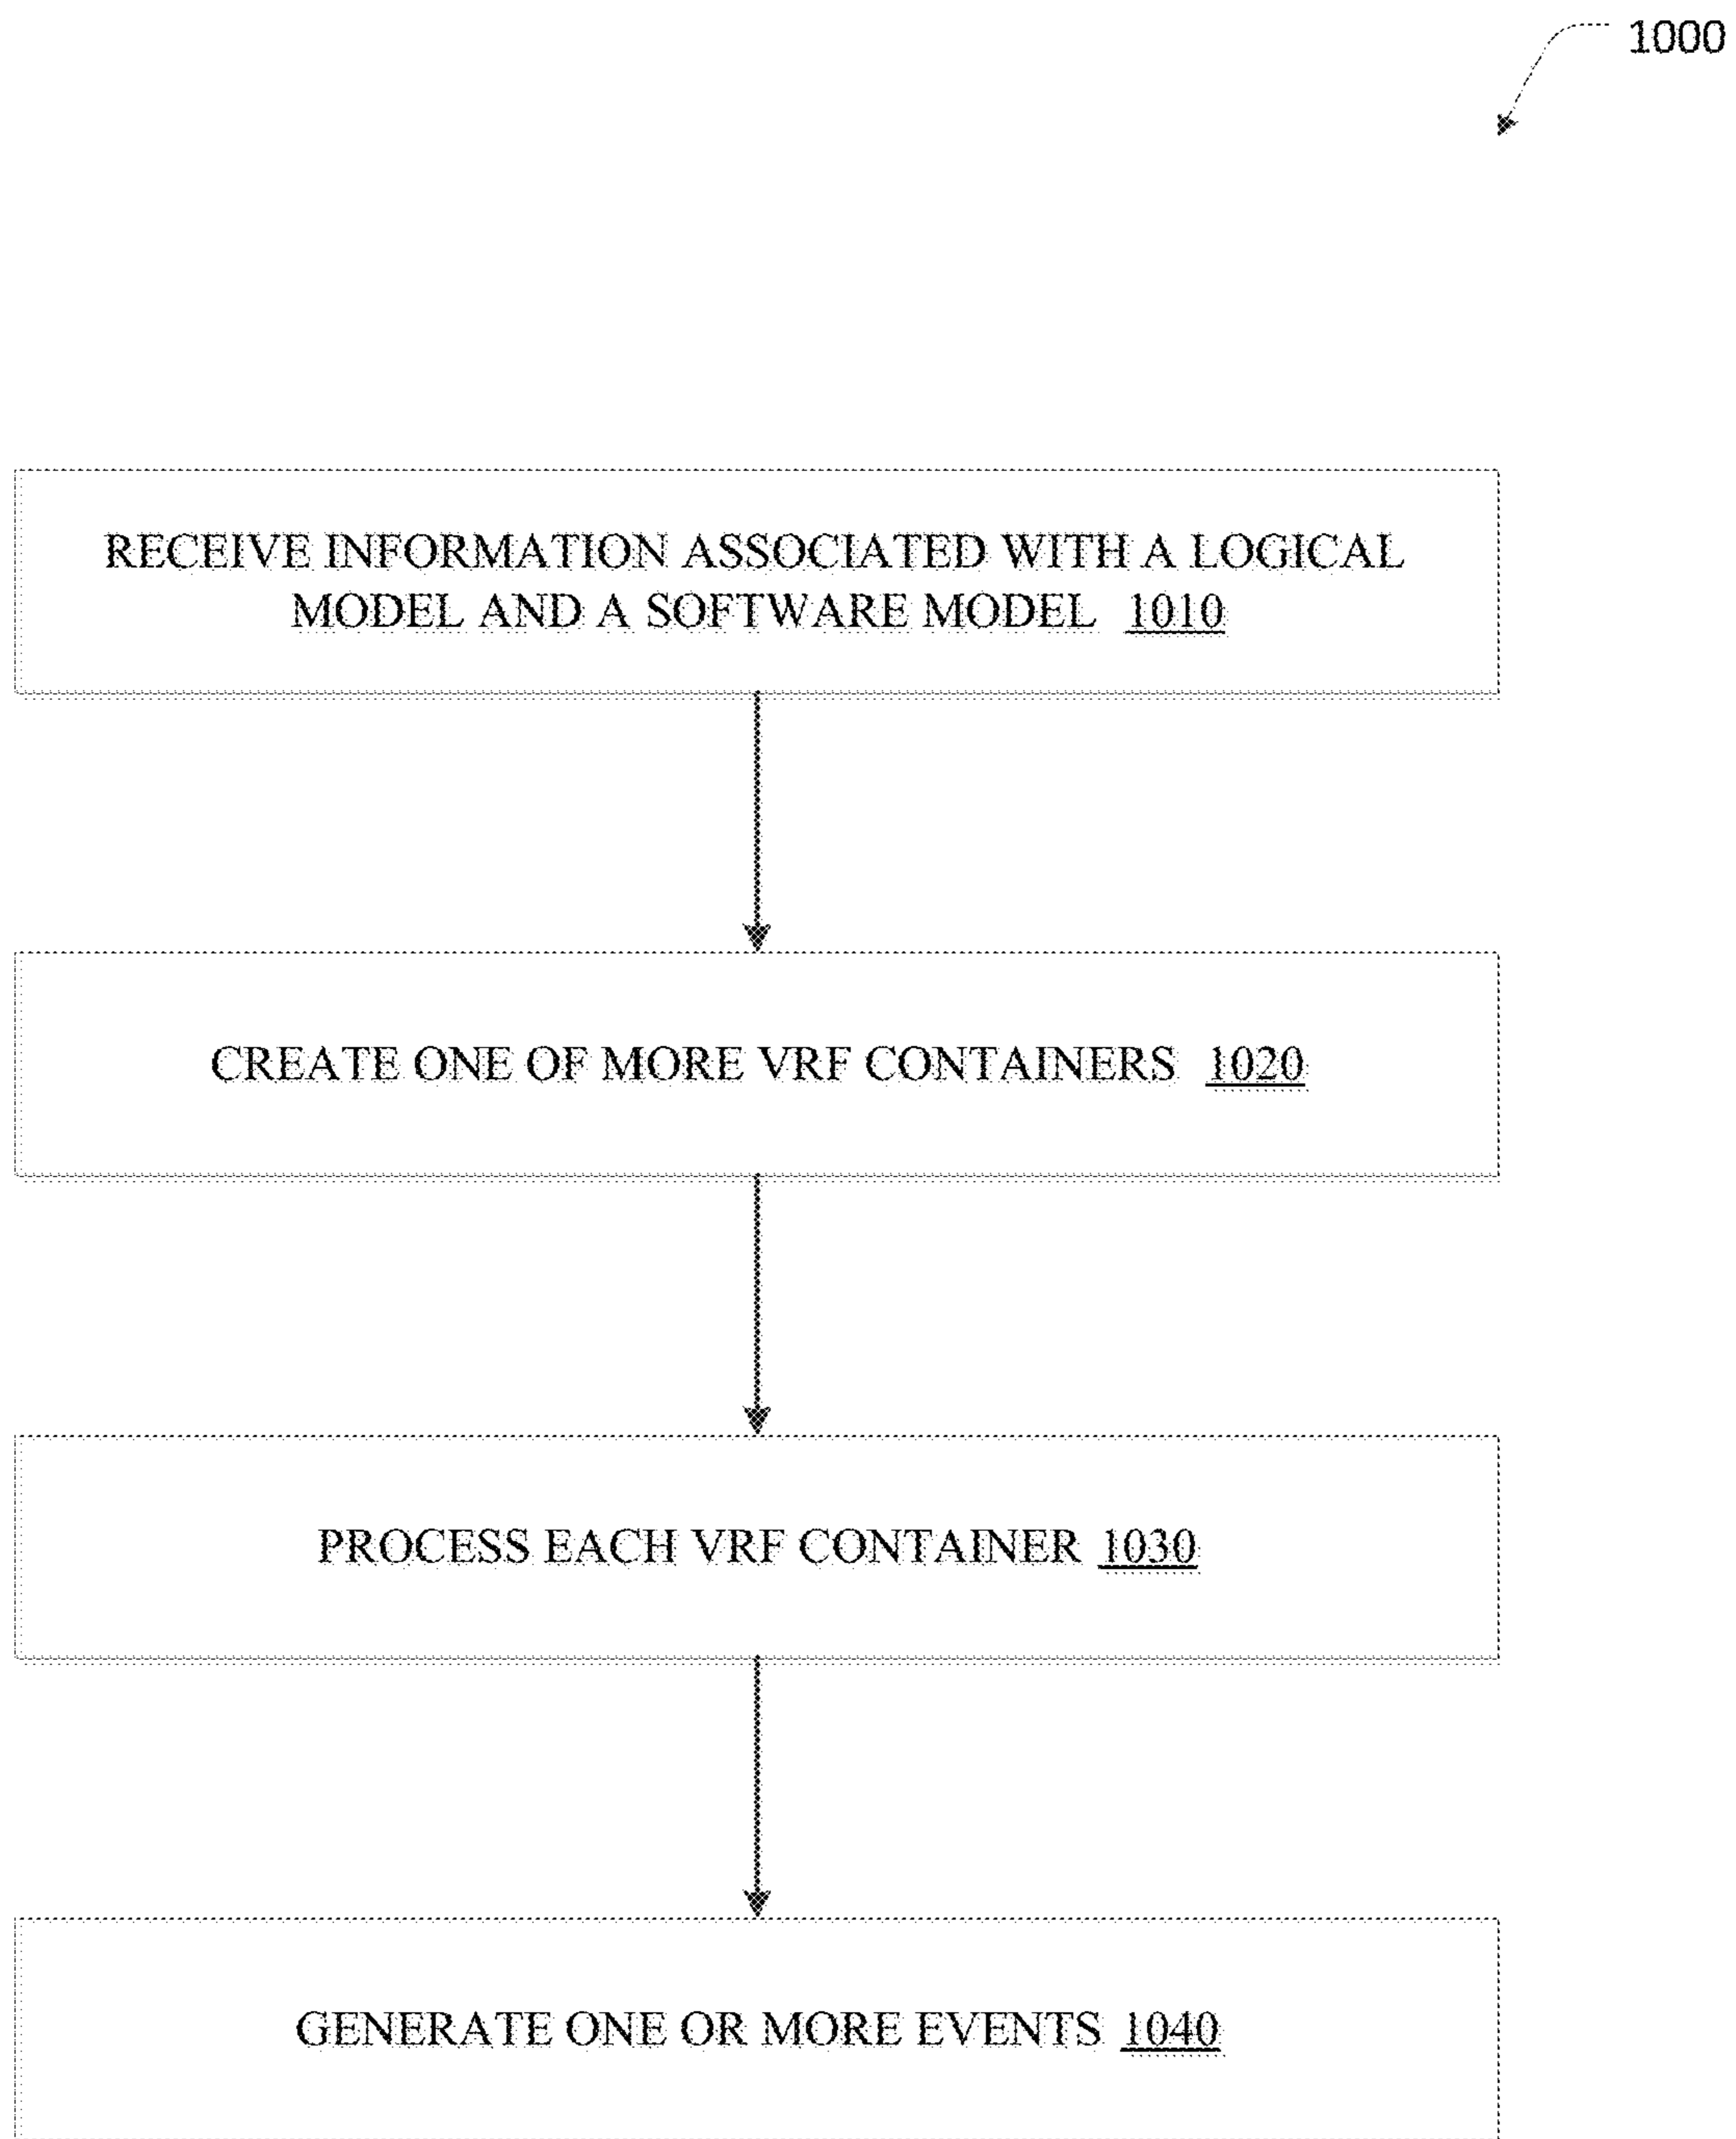 1000
RECEIVE INFORMATION ASSOCIATED WITH A LOGICAL
MODEL AND A SOFTWARE MODEL 1010
CREATE ONE OF MORE VRF CONTAINERS 1020
PROCESS EACH VRF CONTAINER 1030
GENERATE ONE OR MORE EVENTS 1040